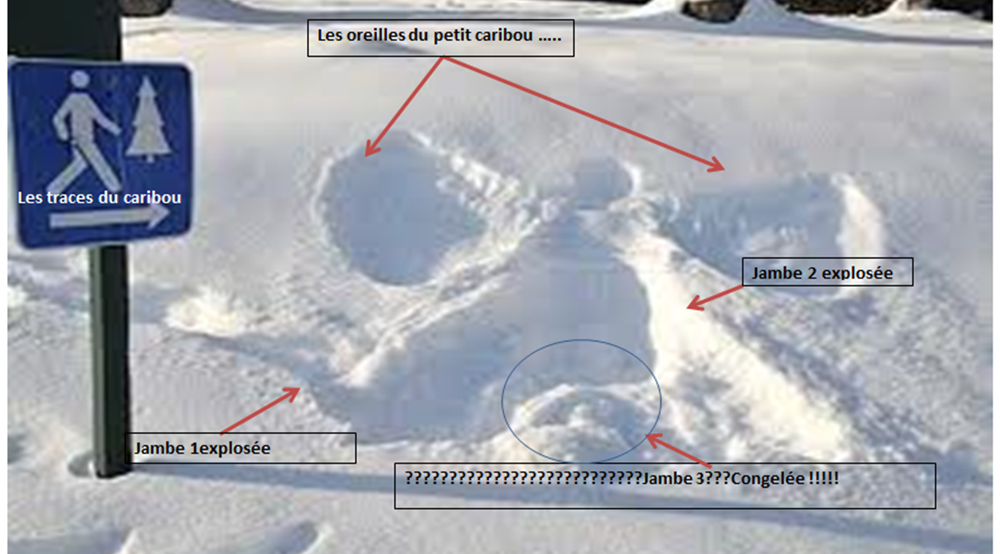 Les oreilles du petit caribou .....
Les traces du caribou
Jambe 2 explosée
Jambe 1explosée
???????????????????????????Jambe 3???Congelée !!!!!